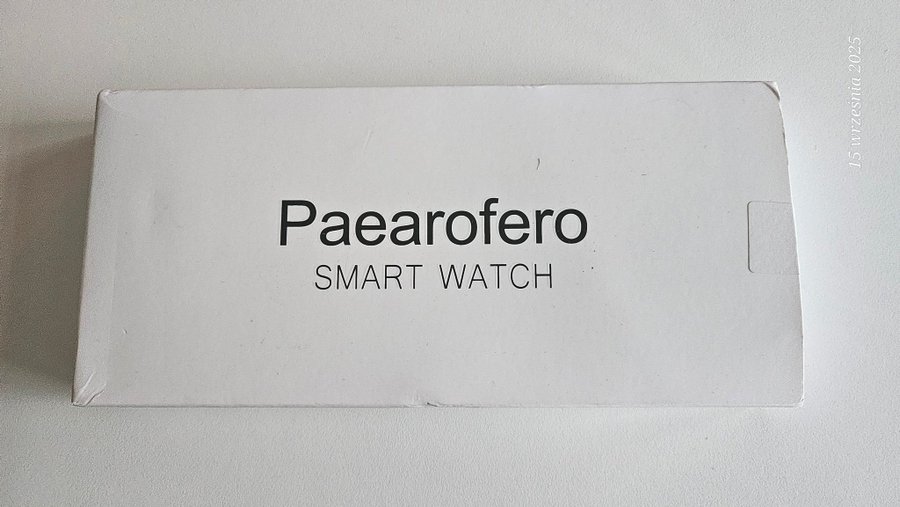 Paearofero
SMART WATCH
15 września 2025